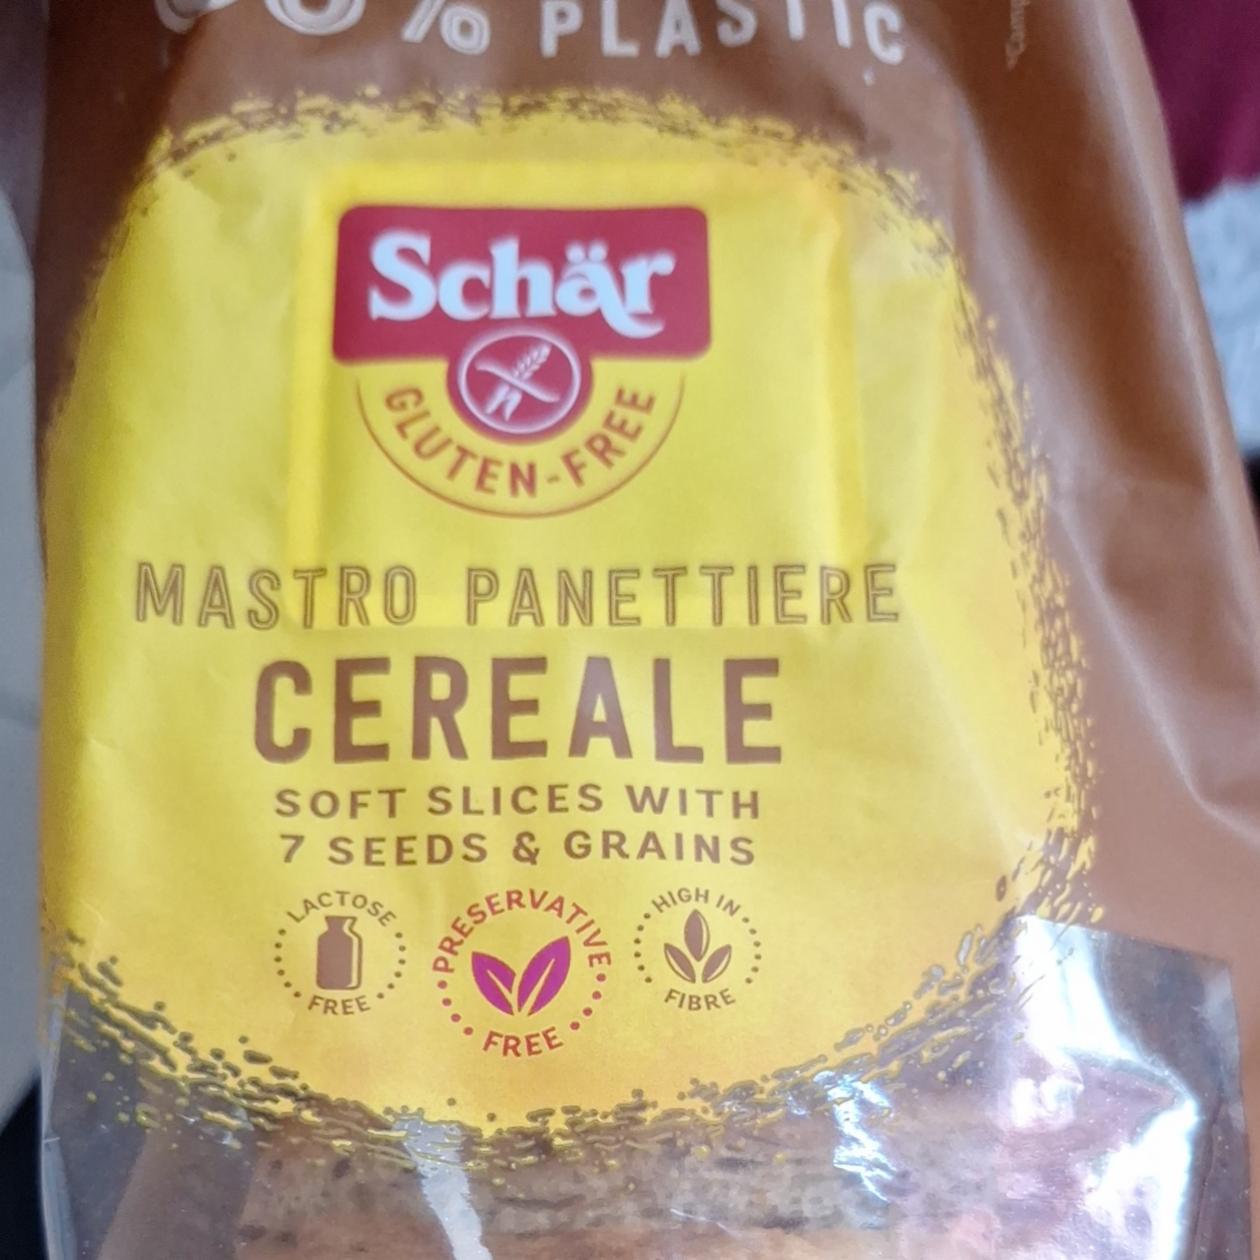 % PLASTIC
Schär
GLUTEN-FREE
MASTRO PANETTIERE
CEREALE
SOFT SLICES WITH
7 SEEDS & GRAINS
LACTOSE
FREE
PRESERVATIVE
FREE
HIGH IN
FIBRE